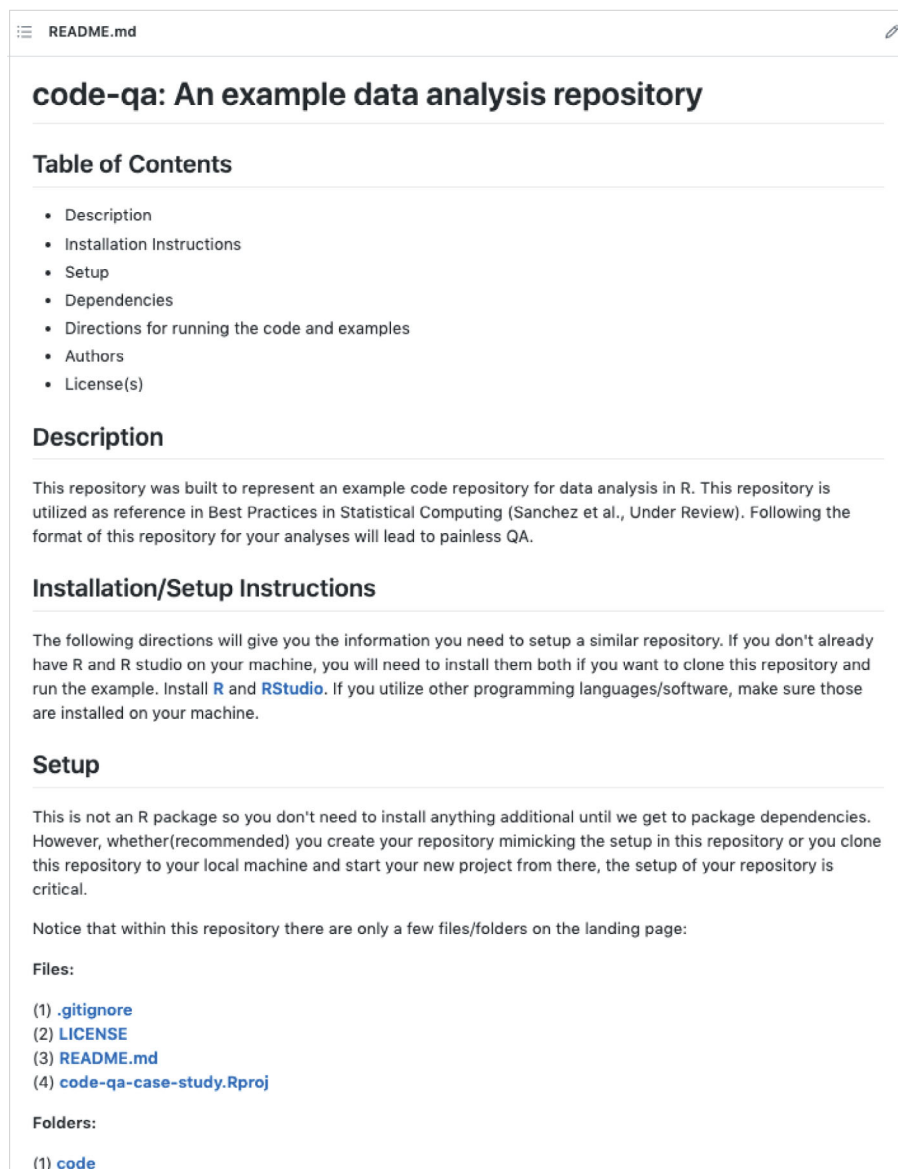 README.md
code-qa: An example data analysis repository
Table of Contents
• Description
• Installation Instructions
• Setup
• Dependencies
• Directions for running the code and examples
• Authors
• License(s)
Description
This repository was built to represent an example code repository for data analysis in R. This repository is
utilized as reference in Best Practices in Statistical Computing (Sanchez et al., Under Review). Following the
format of this repository for your analyses will lead to painless QA.
Installation/Setup Instructions
The following directions will give you the information you need to setup a similar repository. If you don't already
have R and R studio on your machine, you will need to install them both if you want to clone this repository and
run the example. Install R and RStudio. If you utilize other programming languages/software, make sure those
are installed on your machine.
Setup
This is not an R package so you don't need to install anything additional until we get to package dependencies.
However, whether(recommended) you create your repository mimicking the setup in this repository or you clone
this repository to your local machine and start your new project from there, the setup of your repository is
critical.
Notice that within this repository there are only a few files/folders on the landing page:
Files:
(1) .gitignore
(2) LICENSE
(3) README.md
(4) code-qa-case-study.Rproj
Folders:
(1) code